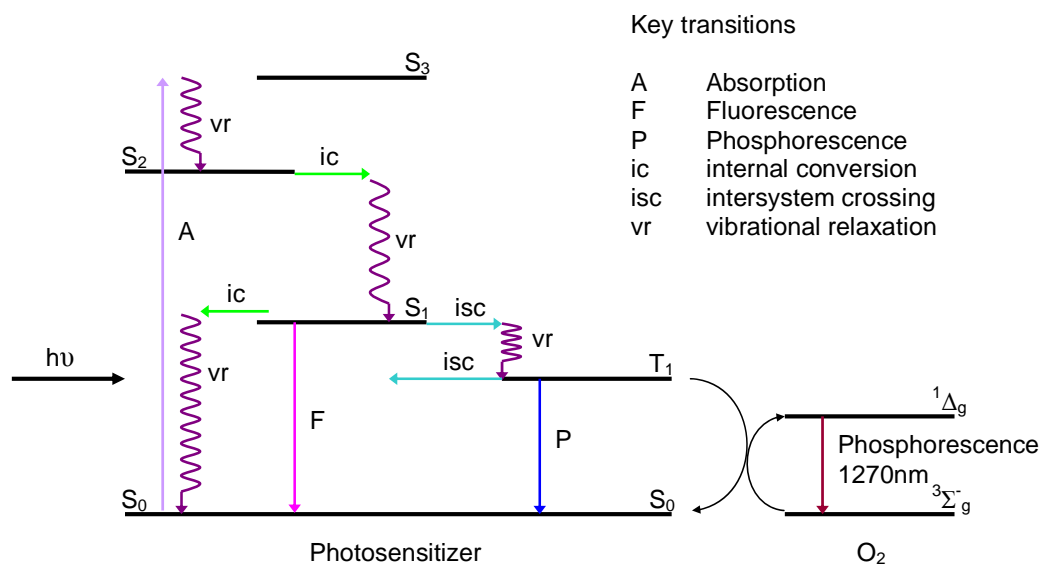 Key transitions
A Absorption
F Fluorescence
P Phosphorescence
ic internal conversion
isc intersystem crossing
vr vibrational relaxation
S₃
vr
S₂
ic
A
vr
ic
S₁
isc
vr
hυ
vr
isc
T₁
F
P
¹Δg
Phosphorescence
1270nm
³Σ⁻g
S₀
S₀
Photosensitizer
O₂